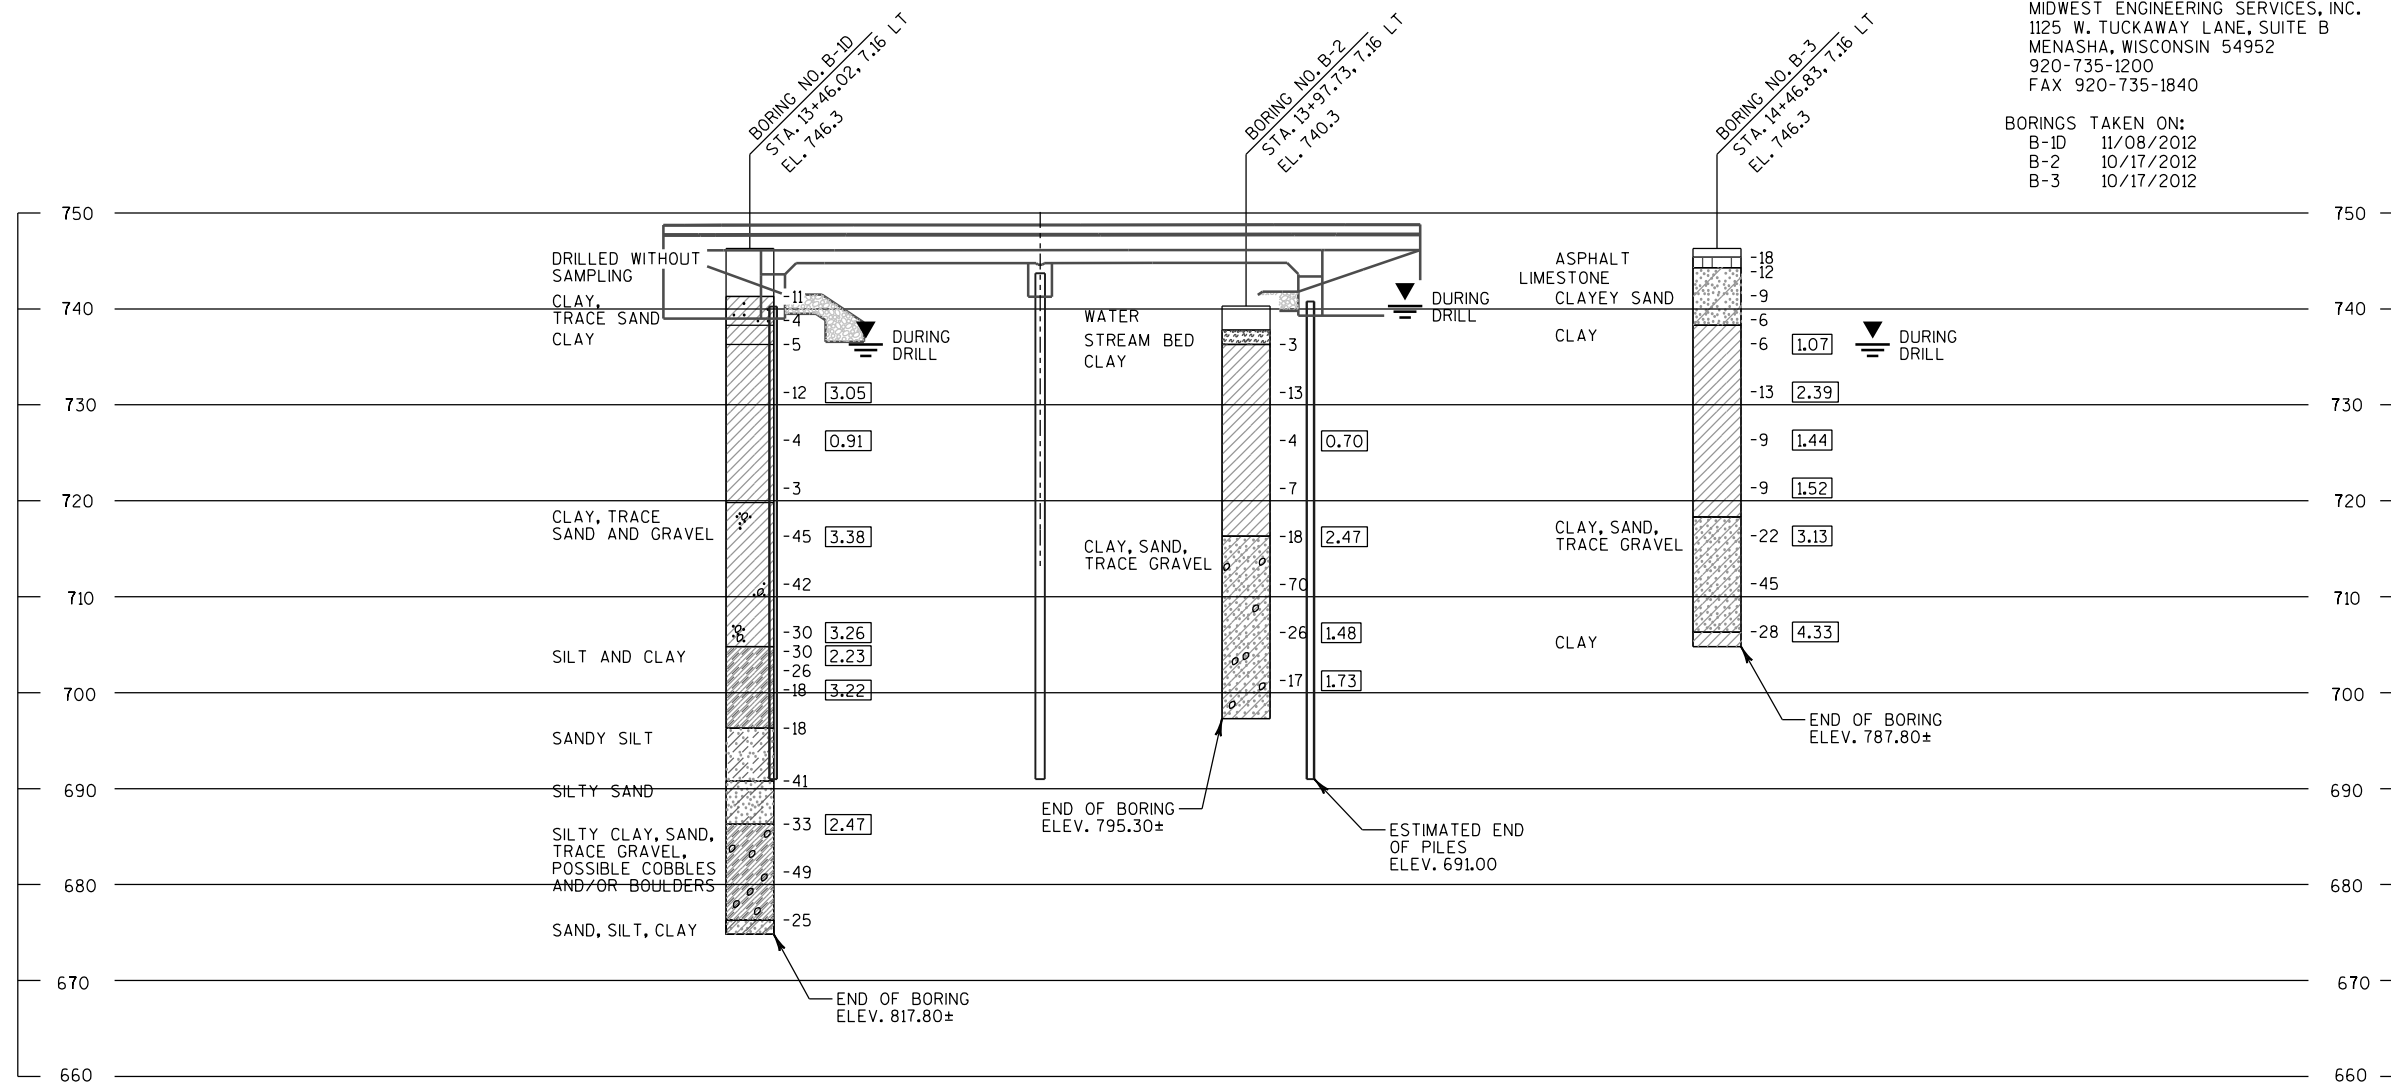 MIDWEST ENGINEERING SERVICES, INC.
1125 W. TUCKAWAY LANE, SUITE B
MENASHA, WISCONSIN 54952
920-735-1200
FAX 920-735-1840
BORINGS TAKEN ON:
B-1D 11/08/2012
B-2 10/17/2012
B-3 10/17/2012
BORING NO. B-1D
STA. 13+46.02, 7.16 LT
EL. 746.3
BORING NO. B-2
STA. 13+97.73, 7.16 LT
EL. 740.3
BORING NO. B-3
STA. 14+46.83, 7.16 LT
EL. 746.3
750
740
730
720
710
700
690
680
670
660
DRILLED WITHOUT
SAMPLING
CLAY,
TRACE SAND
CLAY
CLAY, TRACE
SAND AND GRAVEL
SILT AND CLAY
SANDY SILT
SILTY SAND
SILTY CLAY, SAND,
TRACE GRAVEL,
POSSIBLE COBBLES
AND/OR BOULDERS
SAND, SILT, CLAY
-11
-4
-5
-12 3.05
-4 0.91
-3
-45 3.38
-42
-30 3.26
-30 2.23
-26
-18 3.22
-18
-41
-33 2.47
-49
-25
DURING
DRILL
END OF BORING
ELEV. 817.80±
WATER
STREAM BED
CLAY
CLAY, SAND,
TRACE GRAVEL
-3
-13
-4 0.70
-7
-18 2.47
-70
-26 1.48
-17 1.73
DURING
DRILL
END OF BORING
ELEV. 795.30±
ESTIMATED END
OF PILES
ELEV. 691.00
ASPHALT
LIMESTONE
CLAYEY SAND
CLAY
CLAY, SAND,
TRACE GRAVEL
CLAY
-18
-12
-9
-6
-6 1.07
-13 2.39
-9 1.44
-9 1.52
-22 3.13
-45
-28 4.33
DURING
DRILL
END OF BORING
ELEV. 787.80±
750
740
730
720
710
700
690
680
670
660